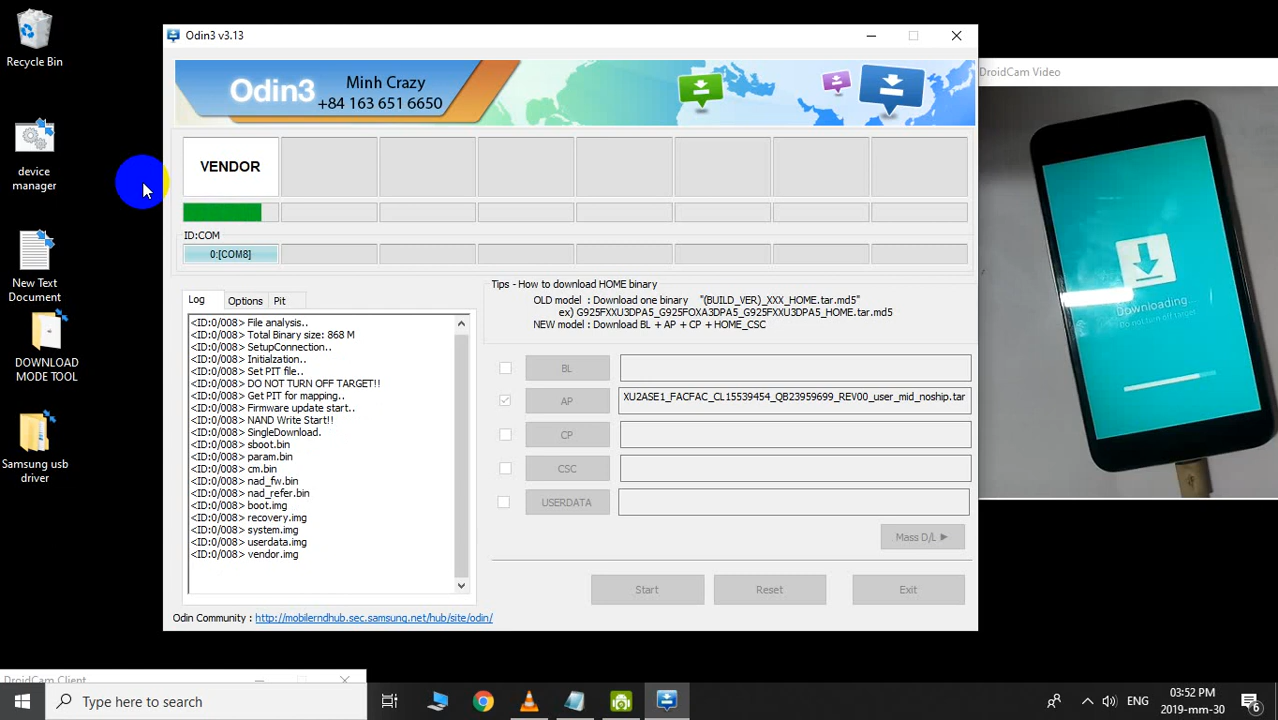 Recycle Bin
device
manager
New Text
Document
DOWNLOAD
MODE TOOL
Samsung usb
driver
Odin3 v3.13
Odin3
Minh Crazy
+84 163 651 6650
VENDOR
ID:COM
0:[COM8]
Log
Options
Pit
<ID:0/008> File analysis..
<ID:0/008> Total Binary size: 868 M
<ID:0/008> SetupConnection..
<ID:0/008> Initialzation..
<ID:0/008> Set PIT file..
<ID:0/008> DO NOT TURN OFF TARGET!!
<ID:0/008> Get PIT for mapping..
<ID:0/008> Firmware update start..
<ID:0/008> NAND Write Start!!
<ID:0/008> SingleDownload.
<ID:0/008> sboot.bin
<ID:0/008> param.bin
<ID:0/008> cm.bin
<ID:0/008> nad_fw.bin
<ID:0/008> nad_refer.bin
<ID:0/008> boot.img
<ID:0/008> recovery.img
<ID:0/008> system.img
<ID:0/008> userdata.img
<ID:0/008> vendor.img
Tips - How to download HOME binary
OLD model : Download one binary "(BUILD_VER)_XXX_HOME.tar.md5"
ex) G925FXXU3DPA5_G925FOXA3DPA5_G925FXXU3DPA5_HOME.tar.md5
NEW model : Download BL + AP + CP + HOME_CSC
BL
AP
XU2ASE1_FACFAC_CL15539454_QB23959699_REV00_user_mid_noship.tar
CP
CSC
USERDATA
Mass D/L
Start
Reset
Exit
Odin Community : http://mobilerndhub.sec.samsung.net/hub/site/odin/
DroidCam Video
Downloading...
Do not turn off target
DroidCam Client
Type here to search
ENG
03:52 PM
2019-mm-30
6